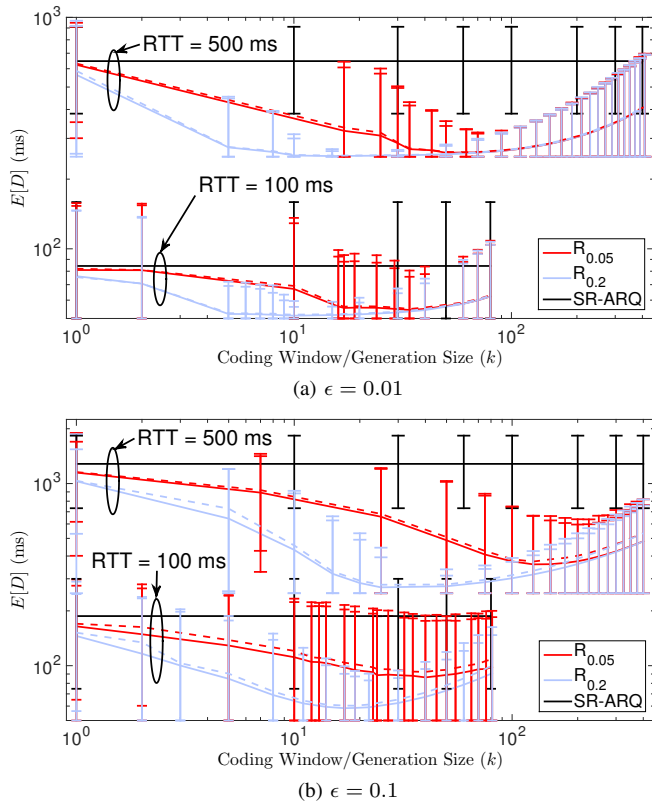 10^3
RTT = 500 ms
E[D] (ms)
RTT = 100 ms
10^2
R_0.05
R_0.2
SR-ARQ
10^0 10^1 10^2
Coding Window/Generation Size (k)
(a) ϵ = 0.01
RTT = 500 ms
10^3
E[D] (ms)
RTT = 100 ms
10^2
R_0.05
R_0.2
SR-ARQ
10^0 10^1 10^2
Coding Window/Generation Size (k)
(b) ϵ = 0.1